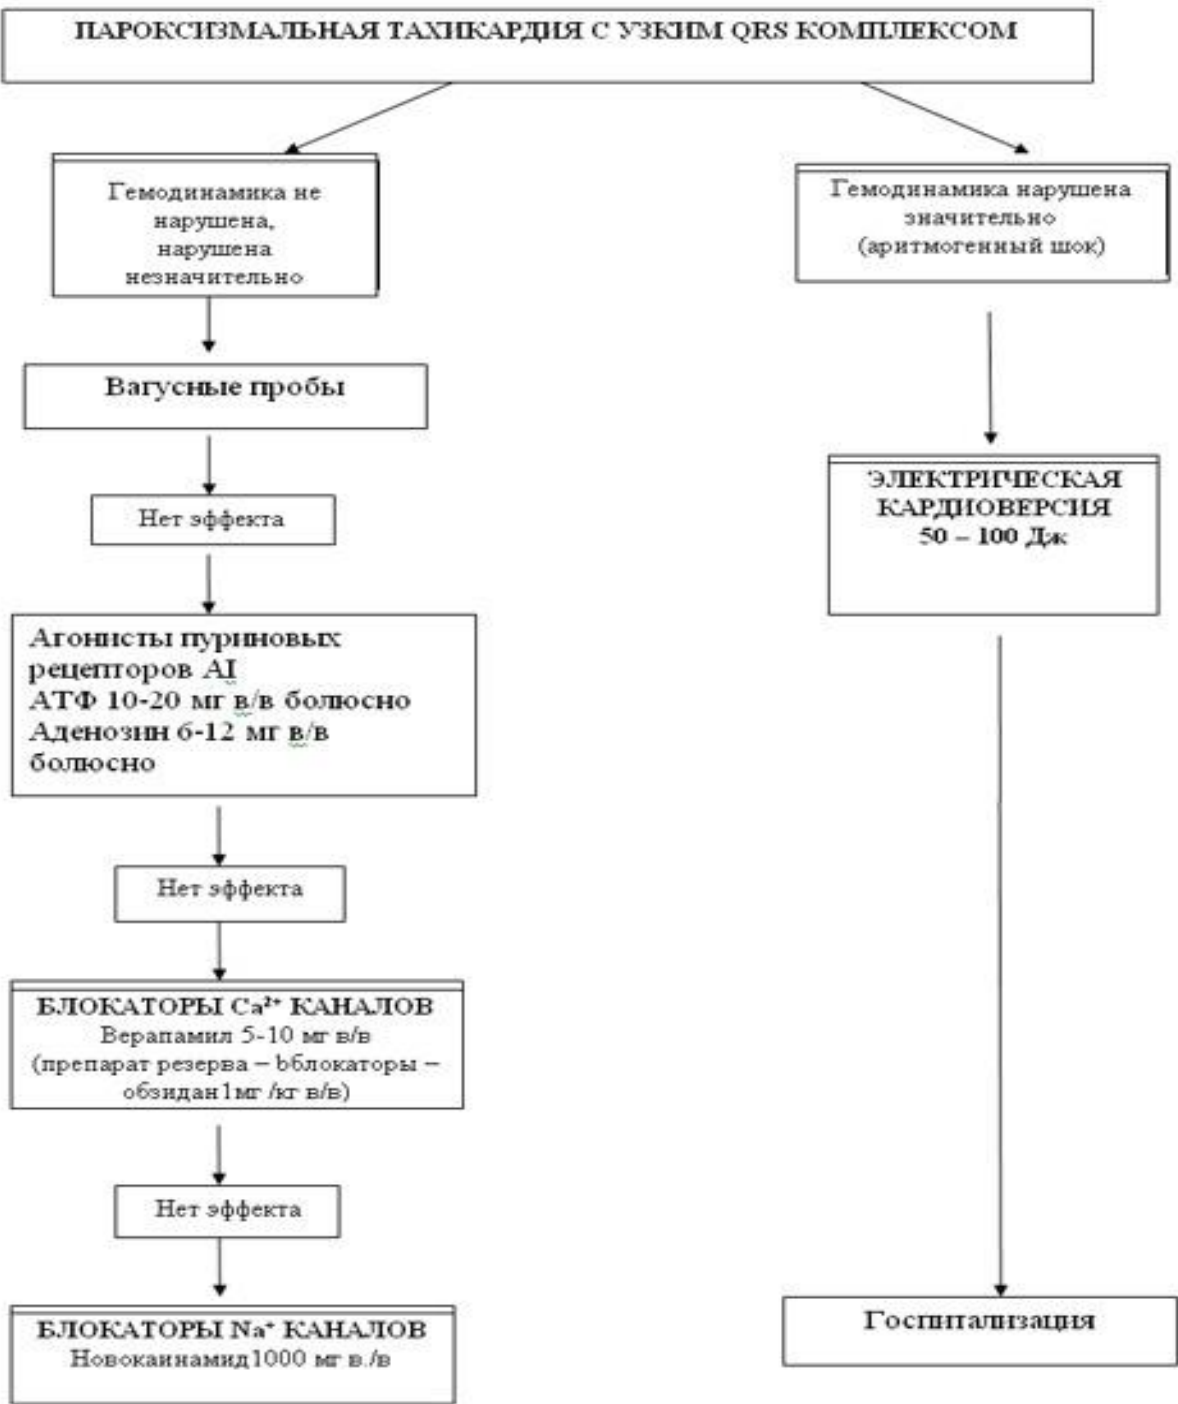 ПАРОКСИЗМАЛЬНАЯ ТАХИКАРДИЯ С УЗКИМ QRS КОМПЛЕКСОМ
Гемодинамика не
нарушена,
нарушена
незначительно
Вагусные пробы
Нет эффекта
Агонисты пуриновых
рецепторов AI
АТФ 10-20 мг в/в болюсно
Аденозин 6-12 мг в/в
болюсно
Нет эффекта
БЛОКАТОРЫ Ca²⁺ КАНАЛОВ
Верапамил 5-10 мг в/в
(препарат резерва – bблокаторы –
обзидан1мг /кг в/в)
Нет эффекта
БЛОКАТОРЫ Na⁺ КАНАЛОВ
Новокаинамид1000 мг в./в
Гемодинамика нарушена
значительно
(аритмогенный шок)
ЭЛЕКТРИЧЕСКАЯ
КАРДИОВЕРСИЯ
50 – 100 Дж
Госпитализация